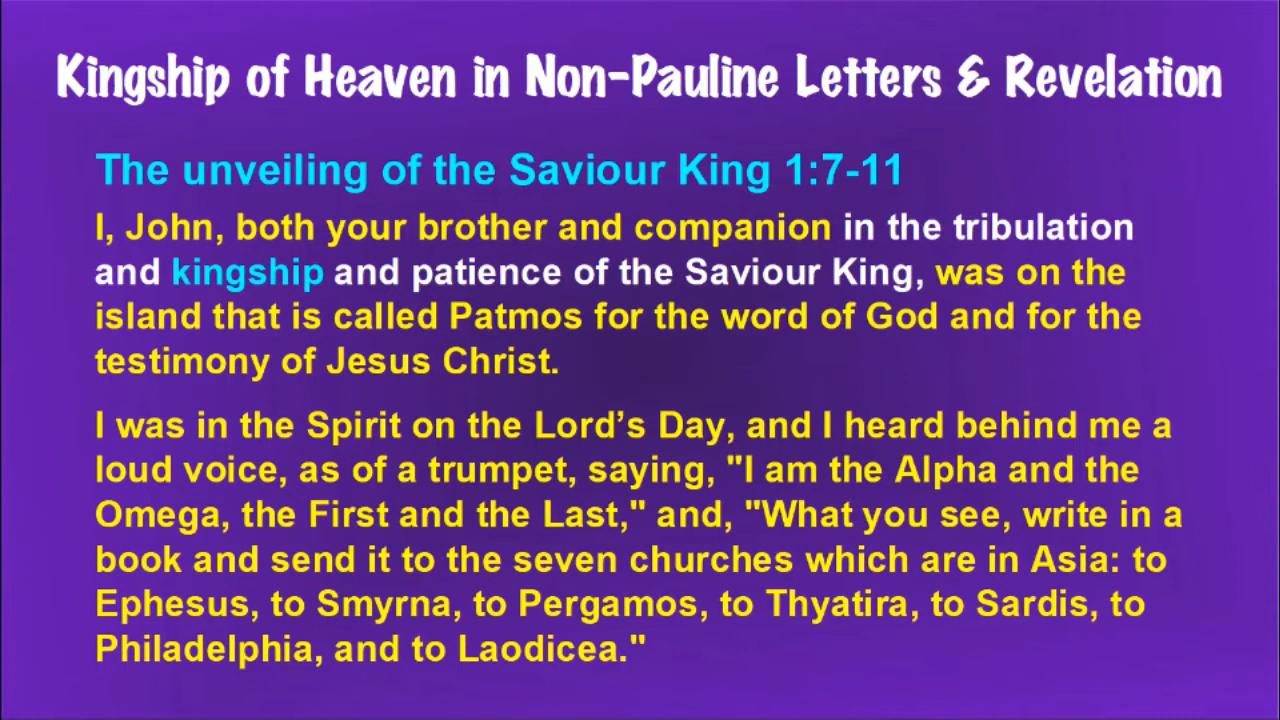 Kingship of Heaven in Non-Pauline Letters & Revelation
The unveiling of the Saviour King 1:7-11
I, John, both your brother and companion in the tribulation
and kingship and patience of the Saviour King, was on the
island that is called Patmos for the word of God and for the
testimony of Jesus Christ.
I was in the Spirit on the Lord’s Day, and I heard behind me a
loud voice, as of a trumpet, saying, "I am the Alpha and the
Omega, the First and the Last," and, "What you see, write in a
book and send it to the seven churches which are in Asia: to
Ephesus, to Smyrna, to Pergamos, to Thyatira, to Sardis, to
Philadelphia, and to Laodicea."